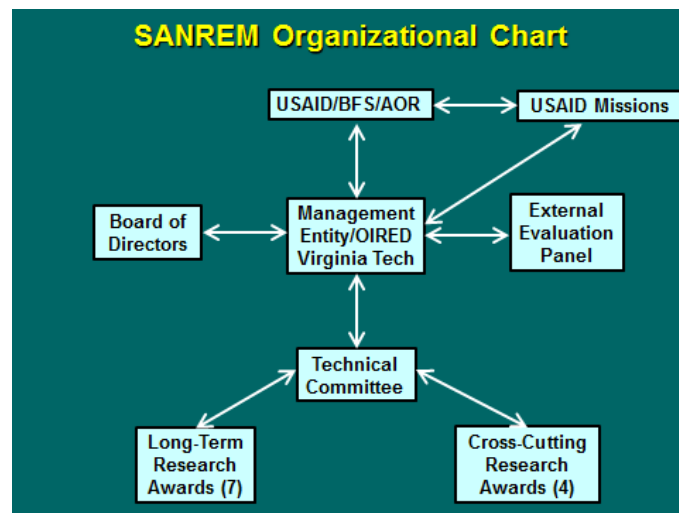 SANREM Organizational Chart
USAID/BFS/AOR
USAID Missions
Board of
Directors
Management
Entity/OIRED
Virginia Tech
External
Evaluation
Panel
Technical
Committee
Long-Term
Research
Awards (7)
Cross-Cutting
Research
Awards (4)